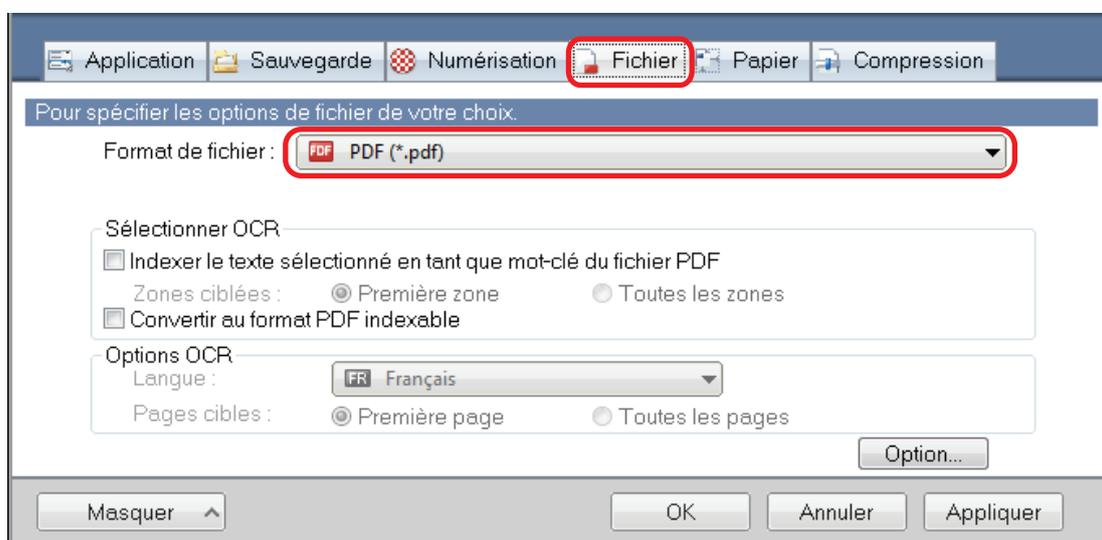 Application Sauvegarde Numérisation Fichier Papier Compression
Pour spécifier les options de fichier de votre choix.
Format de fichier : PDF PDF (*.pdf)
Sélectionner OCR
Indexer le texte sélectionné en tant que mot-clé du fichier PDF
Zones ciblées : Première zone Toutes les zones
Convertir au format PDF indexable
Options OCR
Langue : FR Français
Pages cibles : Première page Toutes les pages
Option...
Masquer OK Annuler Appliquer